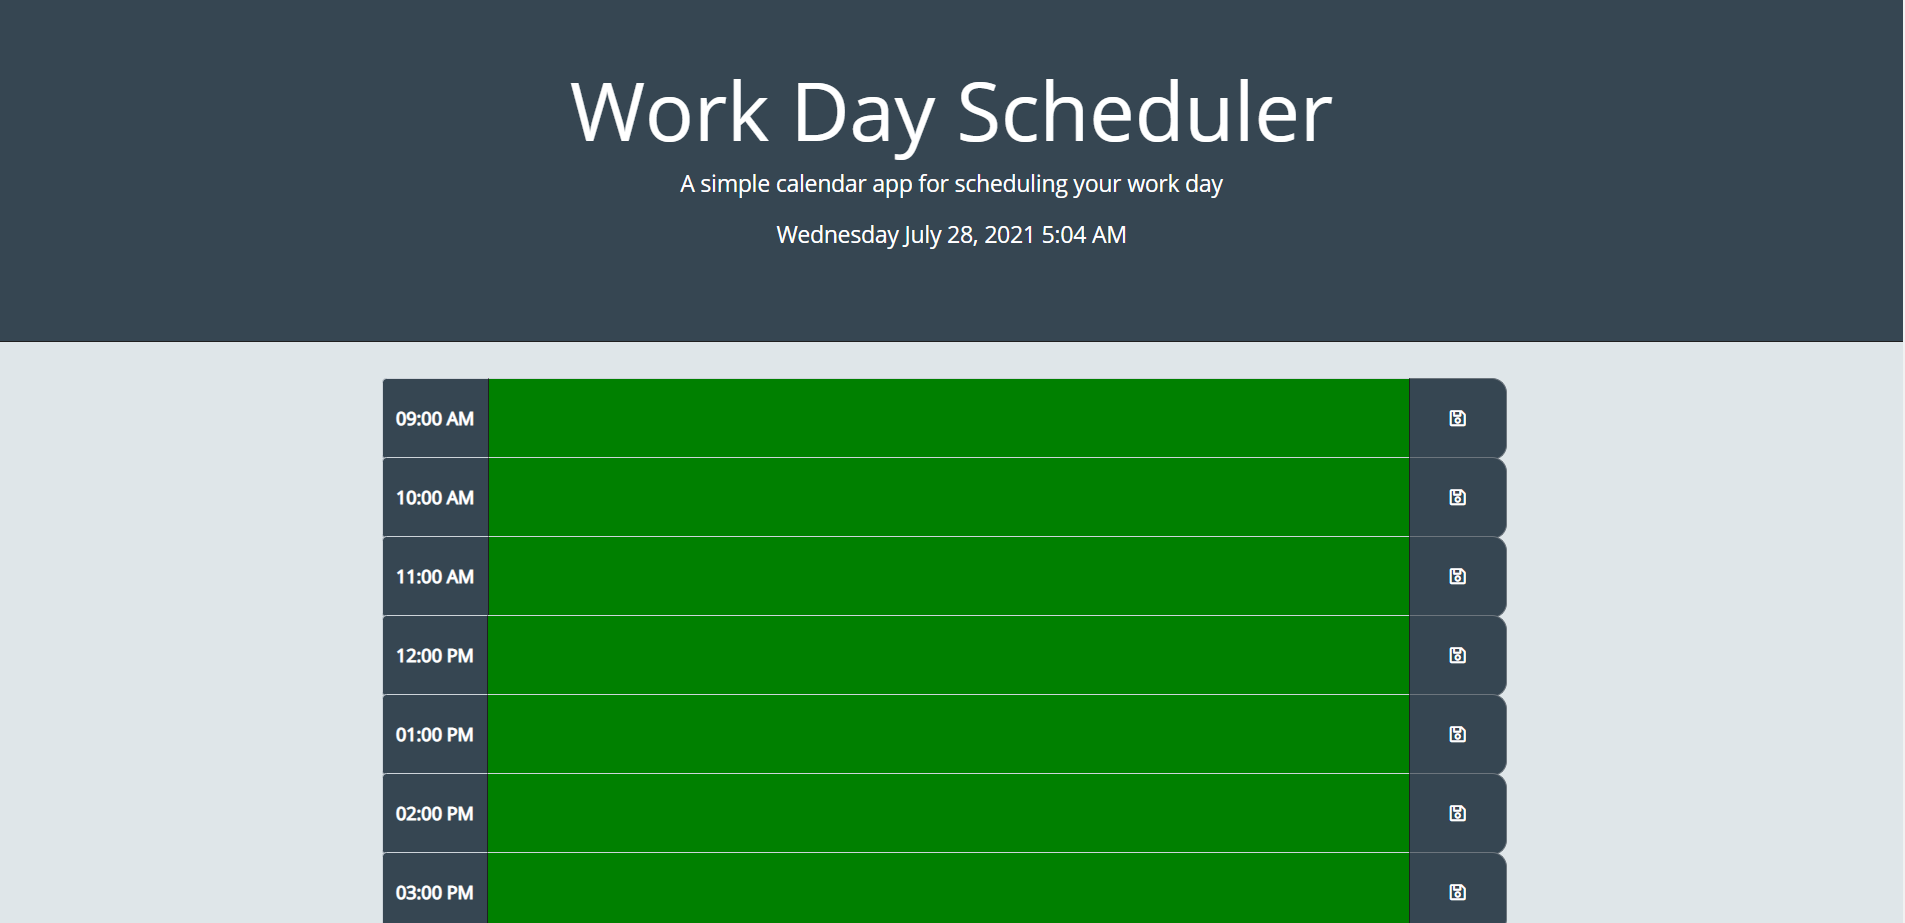 Work Day Scheduler
A simple calendar app for scheduling your work day
Wednesday July 28, 2021 5:04 AM
09:00 AM
10:00 AM
11:00 AM
12:00 PM
01:00 PM
02:00 PM
03:00 PM